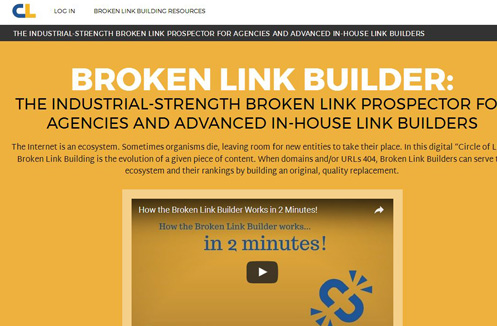 CL LOG IN BROKEN LINK BUILDING RESOURCES
THE INDUSTRIAL-STRENGTH BROKEN LINK PROSPECTOR FOR AGENCIES AND ADVANCED IN-HOUSE LINK BUILDERS
BROKEN LINK BUILDER:
THE INDUSTRIAL-STRENGTH BROKEN LINK PROSPECTOR FO
AGENCIES AND ADVANCED IN-HOUSE LINK BUILDERS
The Internet is an ecosystem. Sometimes organisms die, leaving room for new entities to take their place. In this digital "Circle of L
Broken Link Building is the evolution of a given piece of content. When domains and/or URLs 404, Broken Link Builders can serve t
ecosystem and their rankings by building an original, quality replacement.
How the Broken Link Builder Works in 2 Minutes!
How the Broken Link Builder works...
in 2 minutes!